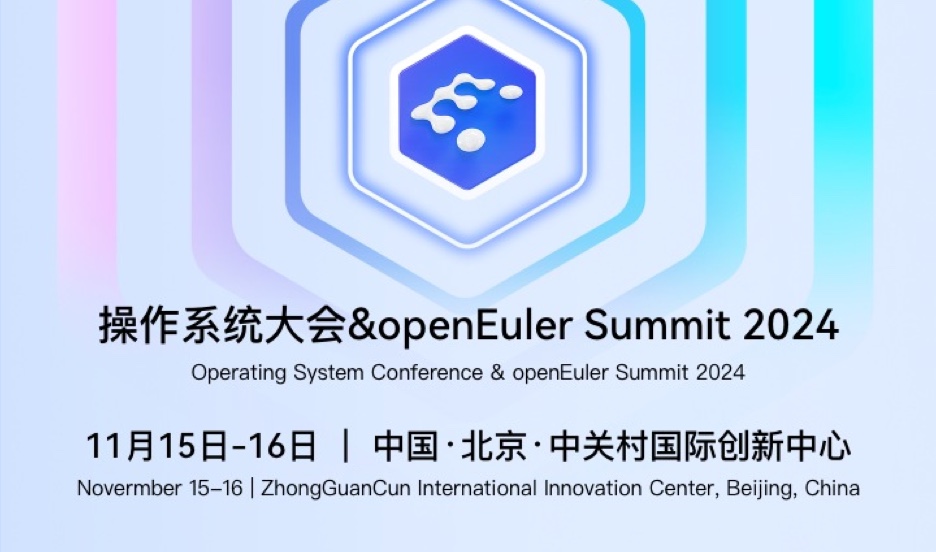 操作系统大会&openEuler Summit 2024
Operating System Conference & openEuler Summit 2024
11月15日-16日 | 中国·北京·中关村国际创新中心
Novermber 15-16 | ZhongGuanCun International Innovation Center, Beijing, China